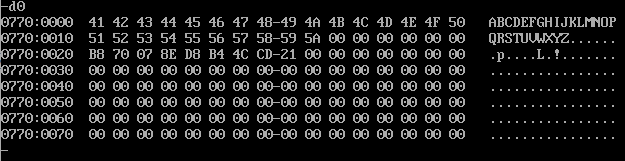 -d0
0770:0000  41 42 43 44 45 46 47 48-49 4A 4B 4C 4D 4E 4F 50   ABCDEFGHIJKLMNOP
0770:0010  51 52 53 54 55 56 57 58-59 5A 00 00 00 00 00 00   QRSTUVWXYZ......
0770:0020  B8 70 07 8E D8 B4 4C CD-21 00 00 00 00 00 00 00   .p....L.!.......
0770:0030  00 00 00 00 00 00 00 00-00 00 00 00 00 00 00 00   ................
0770:0040  00 00 00 00 00 00 00 00-00 00 00 00 00 00 00 00   ................
0770:0050  00 00 00 00 00 00 00 00-00 00 00 00 00 00 00 00   ................
0770:0060  00 00 00 00 00 00 00 00-00 00 00 00 00 00 00 00   ................
0770:0070  00 00 00 00 00 00 00 00-00 00 00 00 00 00 00 00   ................
-